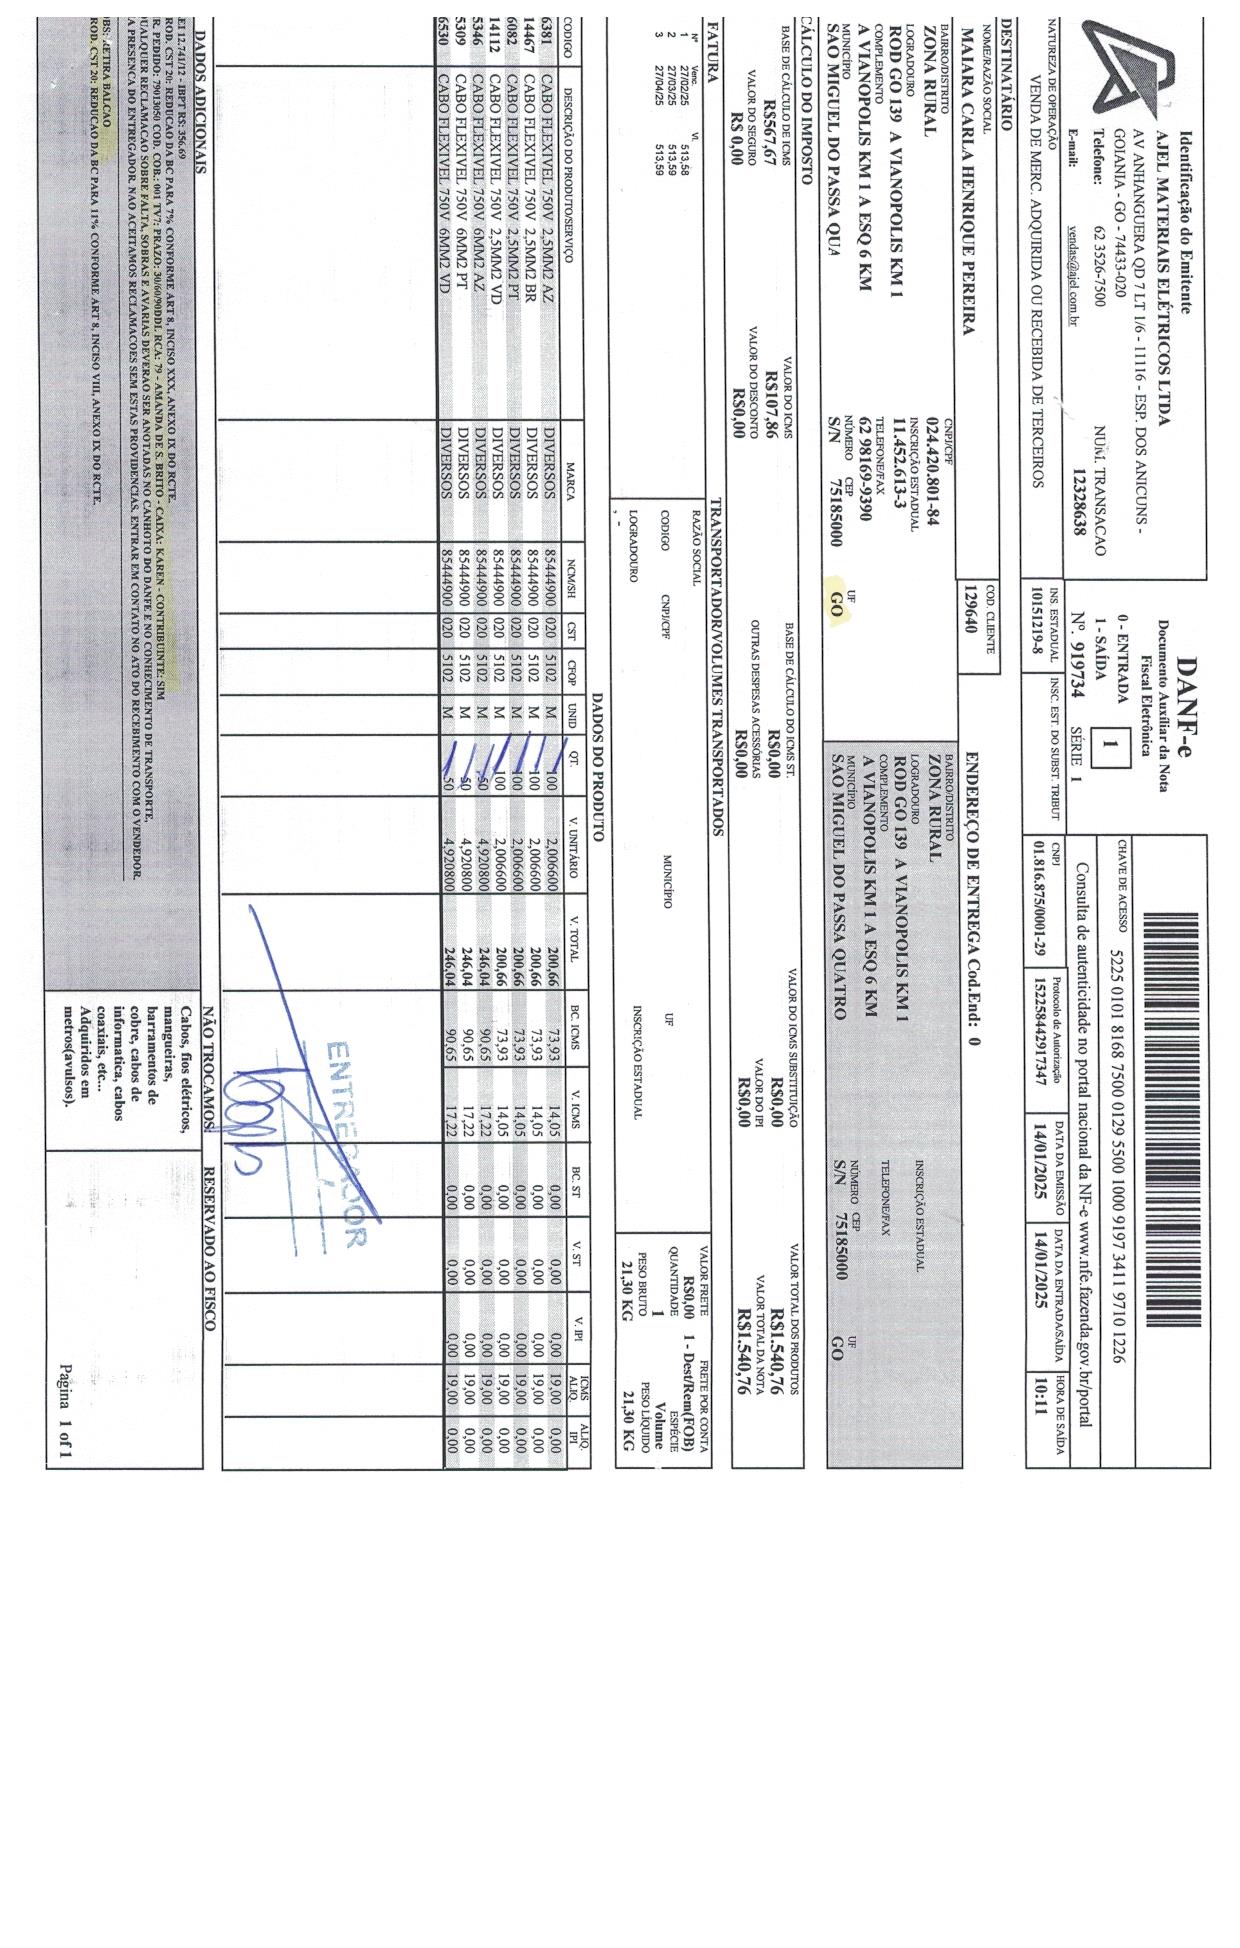 Identificação do Emitente
AJEL MATERIAIS ELÉTRICOS LTDA
AV ANHANGUERA QD 7 LT 1/6 - 11116 - ESP. DOS ANICUNS -
GOIANIA - GO - 74433-020
Telefone: 62 3526-7500
E-mail: vendas@ajel.com.br
NUM. TRANSACAO
12328638
DANF-e
Documento Auxiliar da Nota
Fiscal Eletrônica
0 - ENTRADA
1 - SAÍDA
1
Nº. 919734 SÉRIE 1
CHAVE DE ACESSO
5225 0101 8168 7500 0129 5500 1000 9197 3411 9710 1226
Consulta de autenticidade no portal nacional da NF-e www.nfe.fazenda.gov.br/portal
NATUREZA DE OPERAÇÃO
VENDA DE MERC. ADQUIRIDA OU RECEBIDA DE TERCEIROS
INS. ESTADUAL
10151219-8
INSC. EST. DO SUBST. TRIBUT
CNPJ
01.816.875/0001-29
Protocolo de Autorização
152258442917347
DATA DA EMISSÃO
14/01/2025
DATA DA ENTRADA/SAÍDA
14/01/2025
HORA DE SAÍDA
10:11
DESTINATÁRIO
NOME/RAZÃO SOCIAL
MAIARA CARLA HENRIQUE PEREIRA
COD. CLIENTE
129640
ENDEREÇO DE ENTREGA Cod.End: 0
BAIRRO/DISTRITO
ZONA RURAL
CNPJ/CPF
024.420.801-84
LOGRADOURO
ROD GO 139 A VIANOPOLIS KM 1
INSCRIÇÃO ESTADUAL
11.452.613-3
COMPLEMENTO
A VIANOPOLIS KM 1 A ESQ 6 KM
TELEFONE/FAX
62 98169-9390
MUNICÍPIO
SAO MIGUEL DO PASSA QUA
NÚMERO CEP
S/N 75185000
UF
GO
BAIRRO/DISTRITO
ZONA RURAL
LOGRADOURO
ROD GO 139 A VIANOPOLIS KM 1
INSCRIÇÃO ESTADUAL
COMPLEMENTO
A VIANOPOLIS KM 1 A ESQ 6 KM
TELEFONE/FAX
MUNICÍPIO
SAO MIGUEL DO PASSA QUATRO
NÚMERO CEP
S/N 75185000
UF
GO
CÁLCULO DO IMPOSTO
BASE DE CÁLCULO DE ICMS VALOR DO ICMS BASE DE CÁLCULO DO ICMS ST. VALOR DO ICMS SUBSTITUIÇÃO VALOR TOTAL DOS PRODUTOS
R$567,67 R$107,86 R$0,00 R$0,00 R$1.540,76
VALOR DO SEGURO VALOR DO DESCONTO OUTRAS DESPESAS ACESSÓRIAS VALOR DO IPI VALOR TOTAL DA NOTA
R$ 0,00 R$0,00 R$0,00 R$0,00 R$1.540,76
FATURA
Nº Venc. Vl.
1 27/02/25 513,58
2 27/03/25 513,59
3 27/04/25 513,59
TRANSPORTADOR/VOLUMES TRANSPORTADOS
RAZÃO SOCIAL
CODIGO CNPJ/CPF MUNICÍPIO UF
LOGRADOURO INSCRIÇÃO ESTADUAL
, -
VALOR FRETE FRETE POR CONTA
R$0,00 1 - Dest/Rem(FOB)
QUANTIDADE ESPÉCIE
1 Volume
PESO BRUTO PESO LÍQUIDO
21,30 KG 21,30 KG
DADOS DO PRODUTO
CODIGO DESCRIÇÃO DO PRODUTO/SERVIÇO MARCA NCM/SH CST CFOP UNID QT. V. UNITÁRIO V. TOTAL BC. ICMS V. ICMS BC. ST V. ST V. IPI ICMS ALIQ. ALIQ. IPI
6381 CABO FLEXIVEL 750V 2,5MM2 AZ DIVERSOS 85444900 020 5102 M 100 2,006600 200,66 73,93 14,05 0,00 0,00 0,00 19,00 0,00
14467 CABO FLEXIVEL 750V 2,5MM2 BR DIVERSOS 85444900 020 5102 M 100 2,006600 200,66 73,93 14,05 0,00 0,00 0,00 19,00 0,00
6082 CABO FLEXIVEL 750V 2,5MM2 PT DIVERSOS 85444900 020 5102 M 100 2,006600 200,66 73,93 14,05 0,00 0,00 0,00 19,00 0,00
14112 CABO FLEXIVEL 750V 2,5MM2 VD DIVERSOS 85444900 020 5102 M 100 2,006600 200,66 73,93 14,05 0,00 0,00 0,00 19,00 0,00
5346 CABO FLEXIVEL 750V 6MM2 AZ DIVERSOS 85444900 020 5102 M 50 4,920800 246,04 90,65 17,22 0,00 0,00 0,00 19,00 0,00
5309 CABO FLEXIVEL 750V 6MM2 PT DIVERSOS 85444900 020 5102 M 50 4,920800 246,04 90,65 17,22 0,00 0,00 0,00 19,00 0,00
6530 CABO FLEXIVEL 750V 6MM2 VD DIVERSOS 85444900 020 5102 M 50 4,920800 246,04 90,65 17,22 0,00 0,00 0,00 19,00 0,00
ENTREGADOR
DADOS ADICIONAIS
EI 12.741/12 - IBPT R$: 356.69
ROD. CST 20: REDUCAO DA BC PARA 7% CONFORME ART 8, INCISO XXX, ANEXO IX DO RCTE.
R. PEDIDO: 79013050 COD. COB.: 001 TV7: PRAZO: 30/60/90DDL RCA: 79 - AMANDA DE S. BRITO - CAIXA: KAREN - CONTRIBUINTE: SIM
UALQUER RECLAMACAO SOBRE FALTA, SOBRAS E AVARIAS DEVERAO SER ANOTADAS NO CANHOTO DO DANFE E NO CONHECIMENTO DE TRANSPORTE,
A PRESENCA DO ENTREGADOR. NAO ACEITAMOS RECLAMACOES SEM ESTAS PROVIDENCIAS. ENTRAR EM CONTATO NO ATO DO RECEBIMENTO COM O VENDEDOR.
BS: RETIRA BALCAO
ROD. CST 20: REDUCAO DA BC PARA 11% CONFORME ART 8, INCISO VIII, ANEXO IX DO RCTE.
NÃO TROCAMOS!
Cabos, fios elétricos,
mangueiras,
barramentos de
cobre, cabos de
informatica, cabos
coaxiais, etc...
Adquiridos em
metros(avulsos).
RESERVADO AO FISCO
Pagina 1 of 1